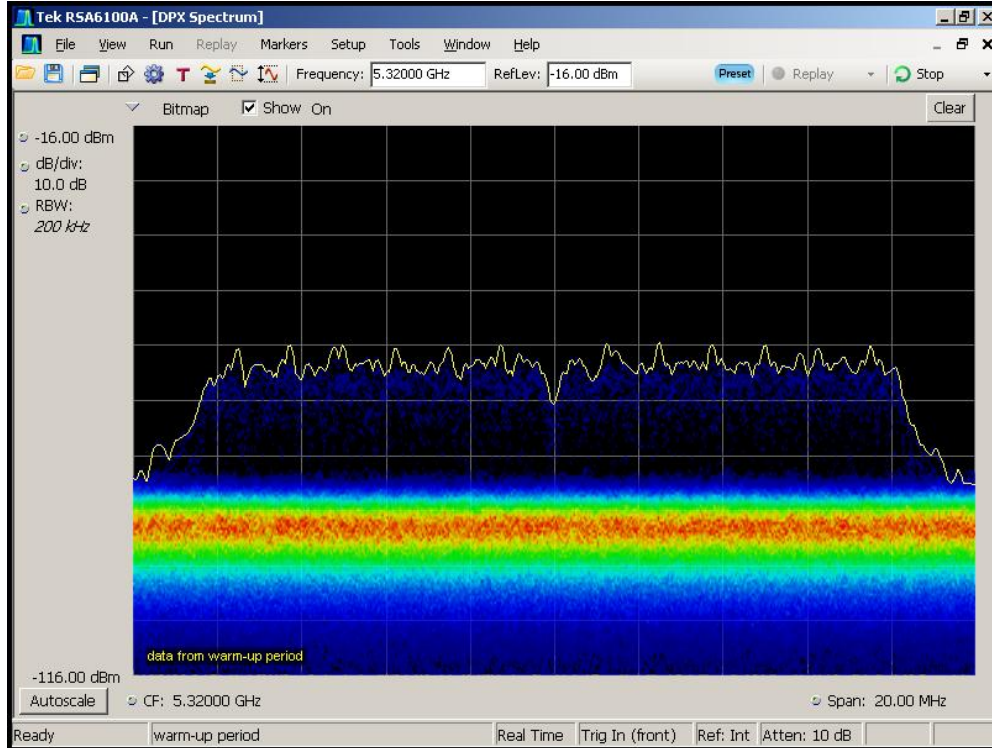 Tek RSA6100A - [DPX Spectrum]
File View Run Replay Markers Setup Tools Window Help
T Frequency: 5.32000 GHz RefLev: -16.00 dBm Preset Replay Stop
Bitmap Show On Clear
-16.00 dBm
dB/div:
10.0 dB
RBW:
200 kHz
data from warm-up period
-116.00 dBm
Autoscale CF: 5.32000 GHz Span: 20.00 MHz
Ready warm-up period Real Time Trig In (front) Ref: Int Atten: 10 dB